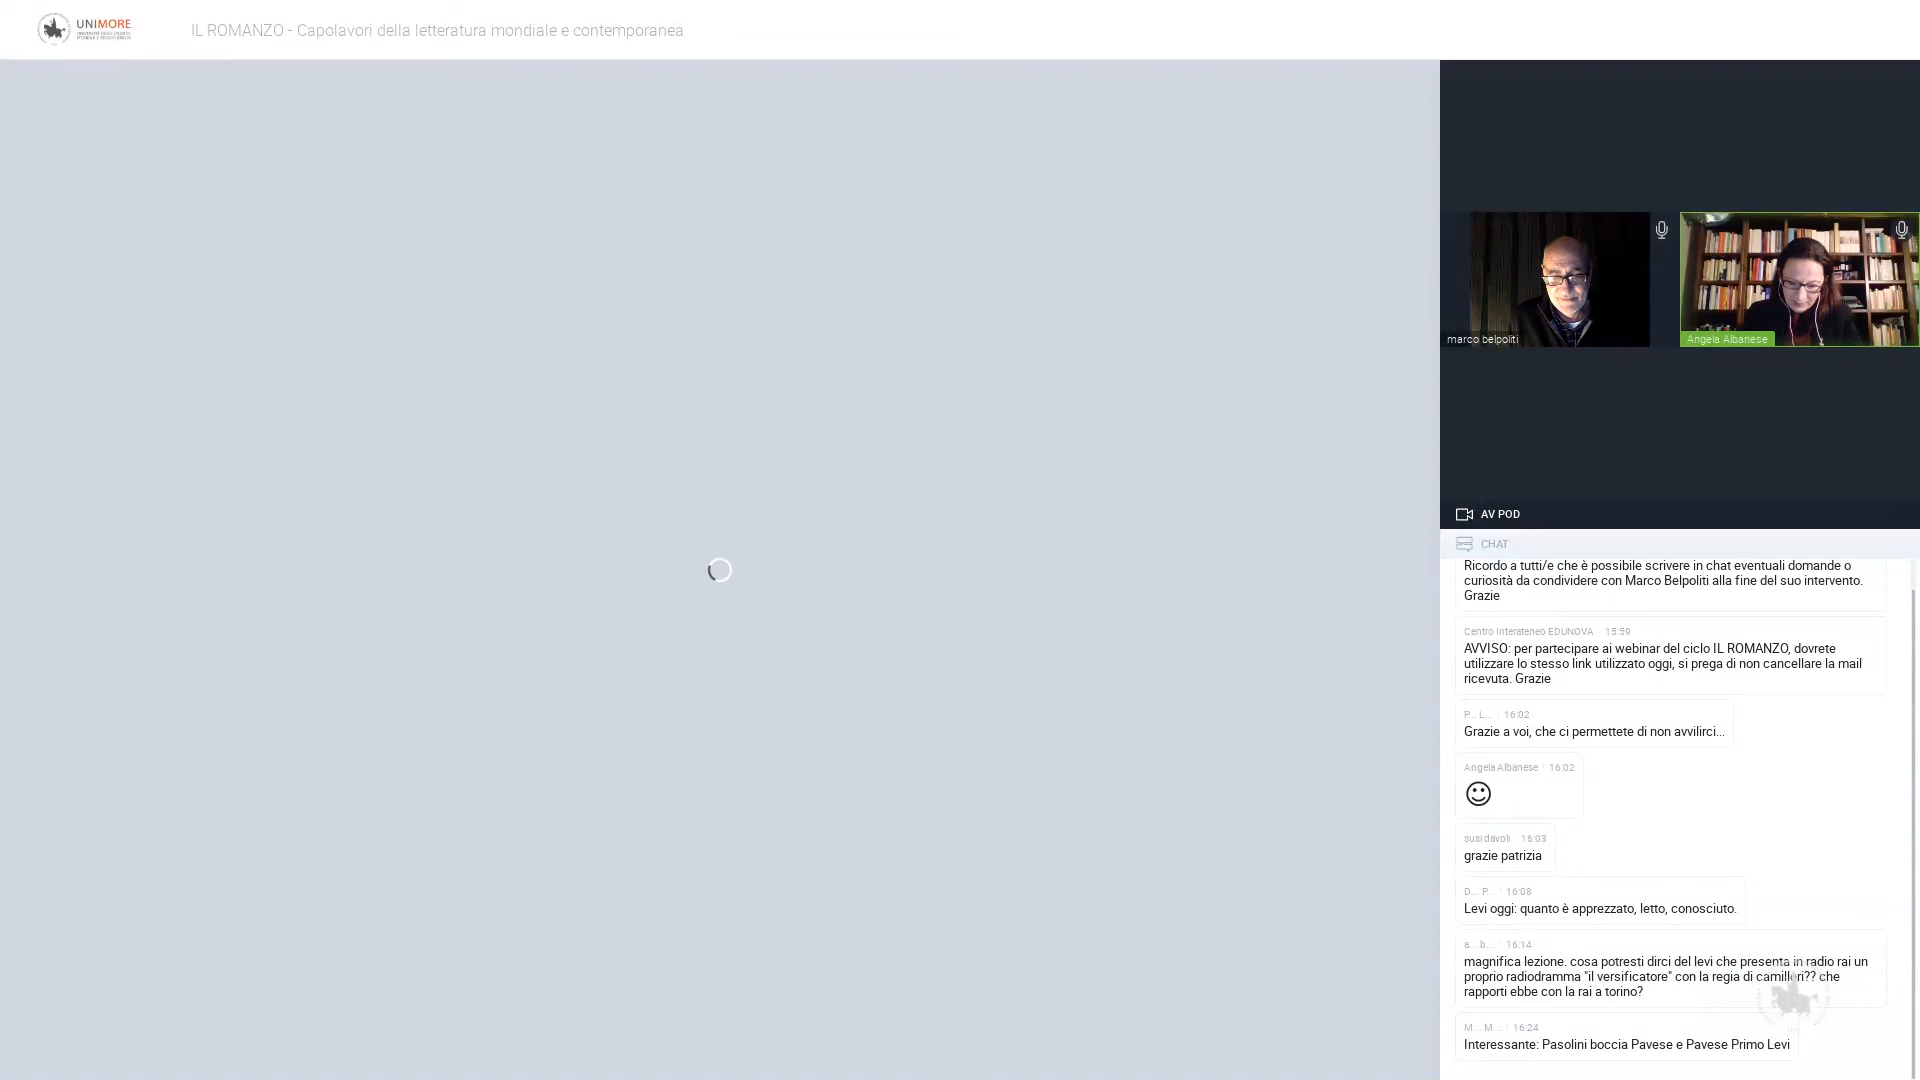 UNIMORE
UNIVERSITÀ DEGLI STUDI DI
MODENA E REGGIO EMILIA
IL ROMANZO - Capolavori della letteratura mondiale e contemporanea
marco belpoliti
Angela Albanese
AV POD
CHAT
Ricordo a tutti/e che è possibile scrivere in chat eventuali domande o
curiosità da condividere con Marco Belpoliti alla fine del suo intervento.
Grazie
Centro Interateneo EDUNOVA 15:59
AVVISO: per partecipare ai webinar del ciclo IL ROMANZO, dovrete
utilizzare lo stesso link utilizzato oggi, si prega di non cancellare la mail
ricevuta. Grazie
P... L... 16:02
Grazie a voi, che ci permettete di non avvilirci...
Angela Albanese 16:02
susi davoli 16:03
grazie patrizia
D... P... 16:08
Levi oggi: quanto è apprezzato, letto, conosciuto.
a... b... 16:14
magnifica lezione. cosa potresti dirci del levi che presenta in radio rai un
proprio radiodramma "il versificatore" con la regia di camilleri?? che
rapporti ebbe con la rai a torino?
M... M... 16:24
Interessante: Pasolini boccia Pavese e Pavese Primo Levi